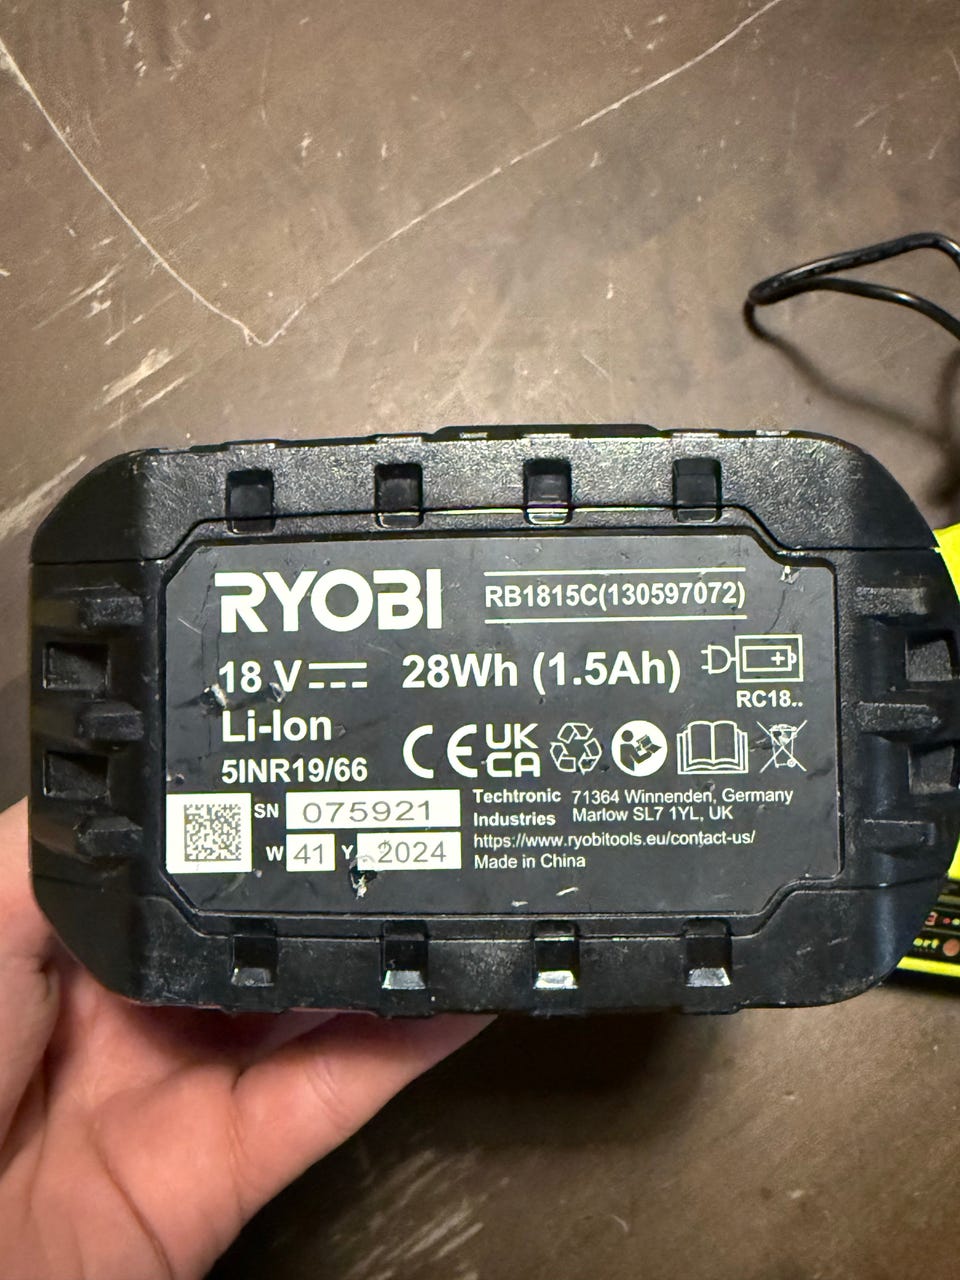 RYOBI
RB1815C(130597072)
18 V 28Wh (1.5Ah)
RC18..
Li-Ion
5INR19/66
CE UK CA
SN 075921
W 41 Y 2024
Techtronic Industries
71364 Winnenden, Germany
Marlow SL7 1YL, UK
https://www.ryobitools.eu/contact-us/
Made in China